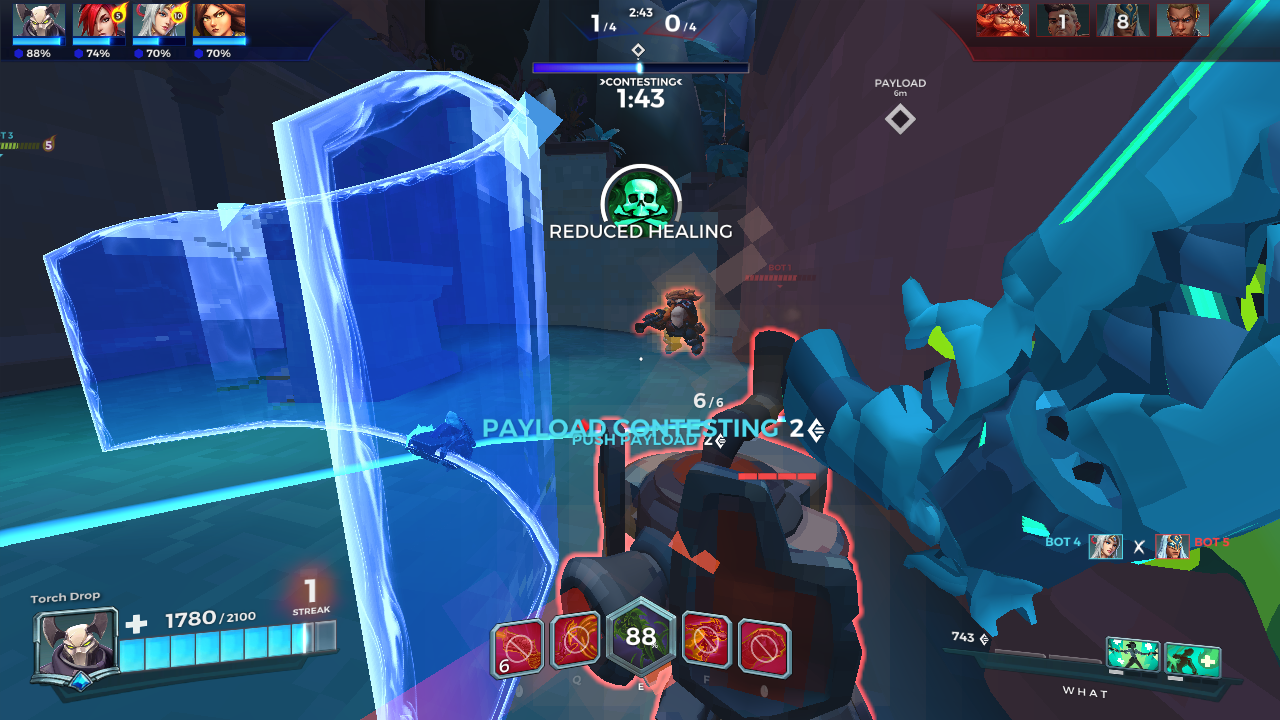 88%
5
74%
10
70%
70%
1/4
2:43
0/4
>CONTESTING<
1:43
1
8
PAYLOAD
6m
T 3
5
REDUCED HEALING
BOT 1
6/6
PAYLOAD CONTESTING 2
PUSH PAYLOAD 2
BOT 4
X
BOT 5
Torch Drop
1780/2100
1
STREAK
6
88%
Q
E
F
743
WHAT